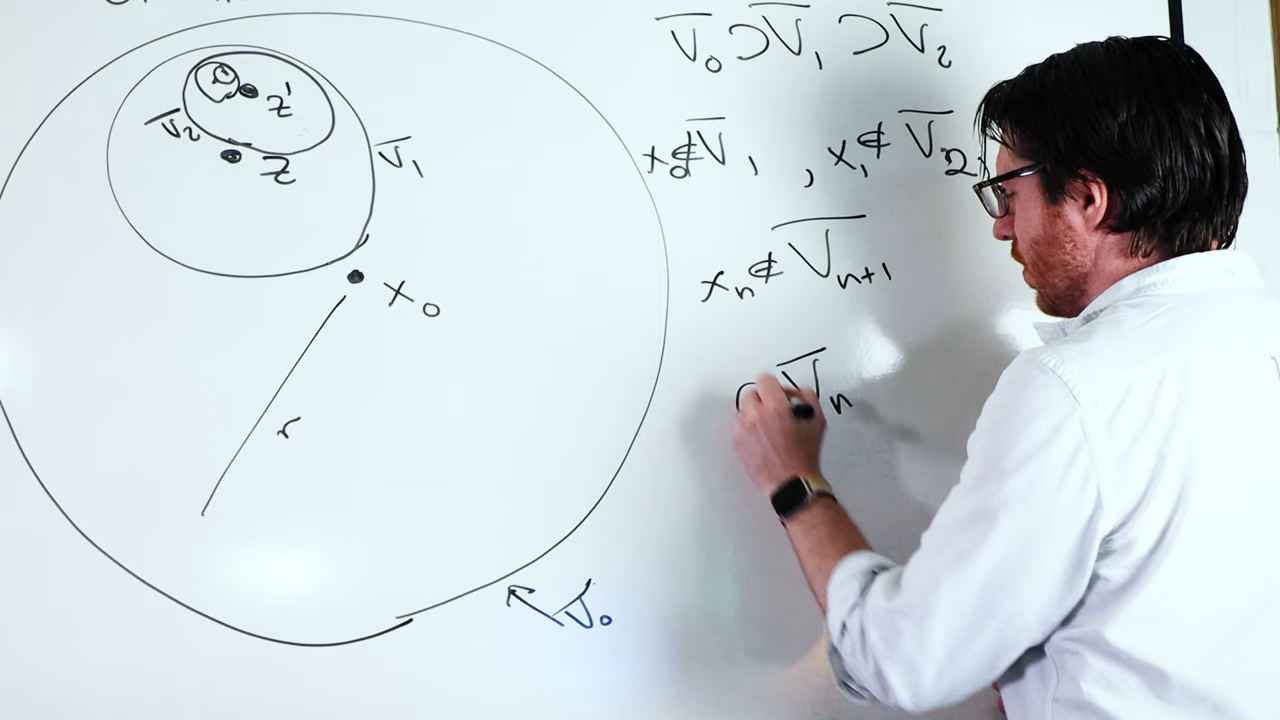 V̅₀ ⊃ V̅₁ ⊃ V̅₂
x₀ ∉ V̅₁ , x₁ ∉ V̅₂
xₙ ∉ V̅ₙ₊₁
∩ V̅ₙ
z'
V̅₂
z
V̅₁
x₀
r
V̅₀